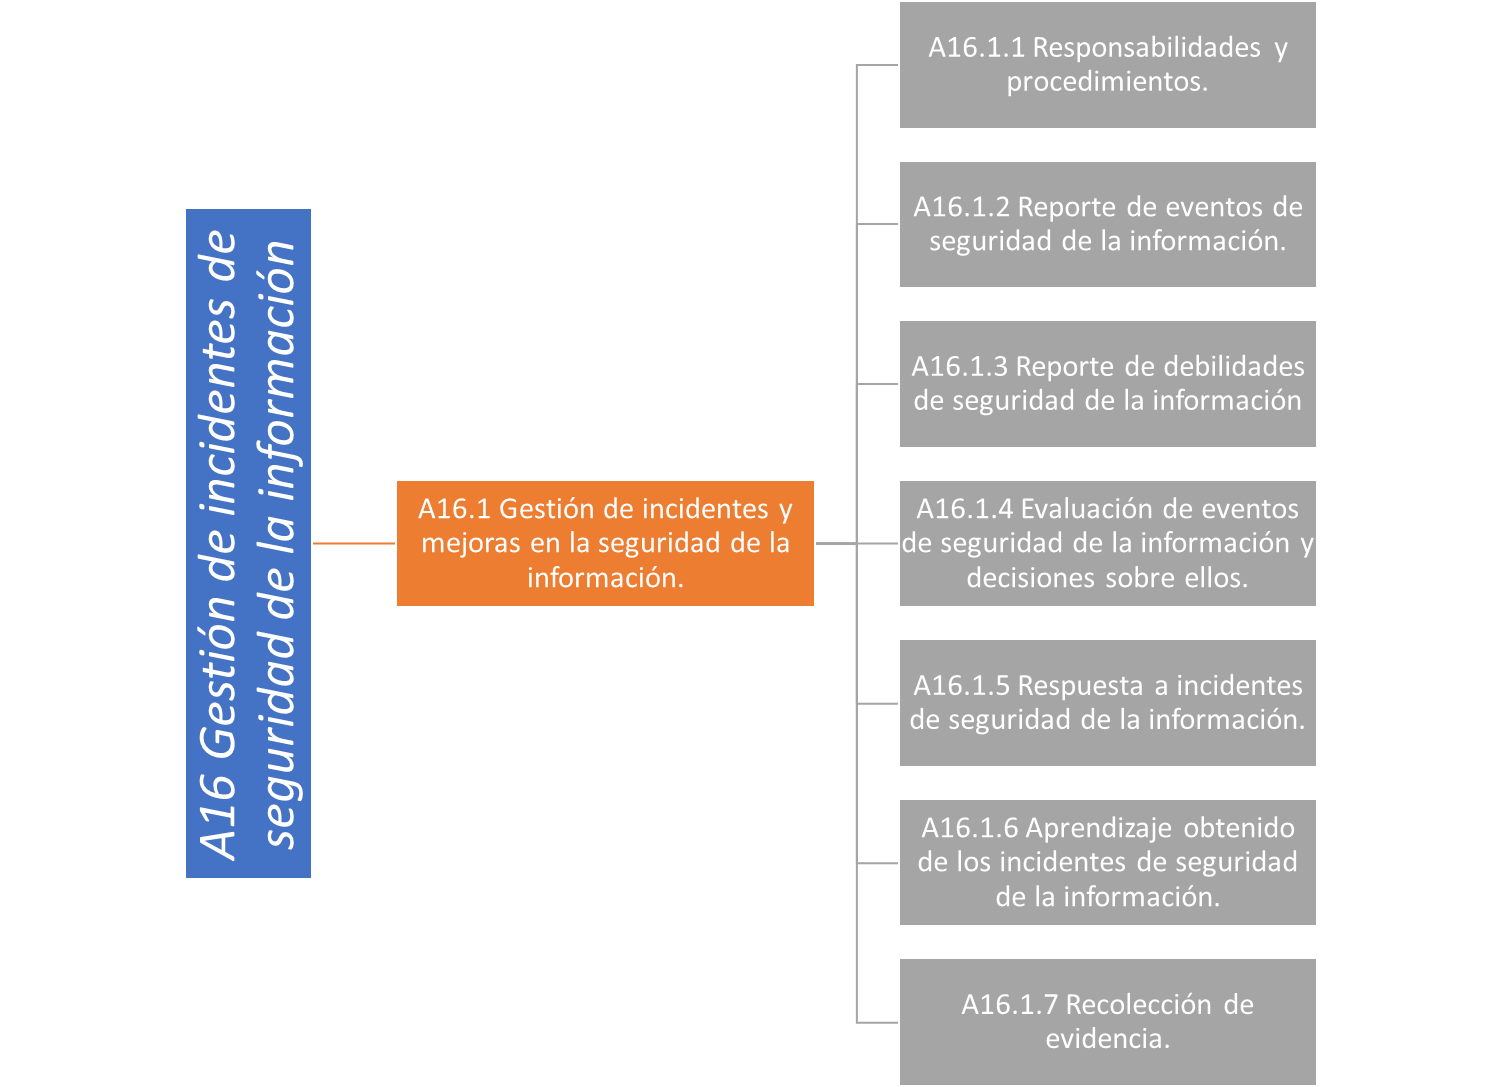 A16 Gestión de incidentes de
seguridad de la información
A16.1 Gestión de incidentes y
mejoras en la seguridad de la
información.
A16.1.1 Responsabilidades y
procedimientos.
A16.1.2 Reporte de eventos de
seguridad de la información.
A16.1.3 Reporte de debilidades
de seguridad de la información
A16.1.4 Evaluación de eventos
de seguridad de la información y
decisiones sobre ellos.
A16.1.5 Respuesta a incidentes
de seguridad de la información.
A16.1.6 Aprendizaje obtenido
de los incidentes de seguridad
de la información.
A16.1.7 Recolección de
evidencia.